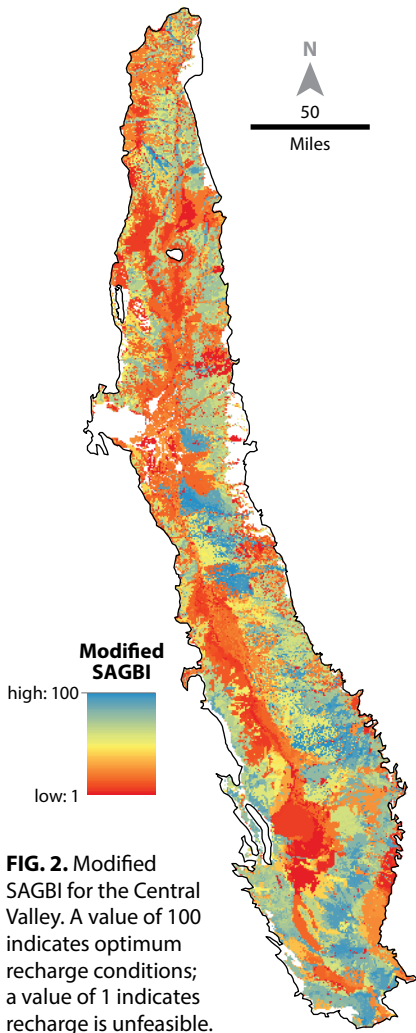 N
50
Miles
Modified
SAGBI
high: 100
low: 1
FIG. 2. Modified
SAGBI for the Central
Valley. A value of 100
indicates optimum
recharge conditions;
a value of 1 indicates
recharge is unfeasible.